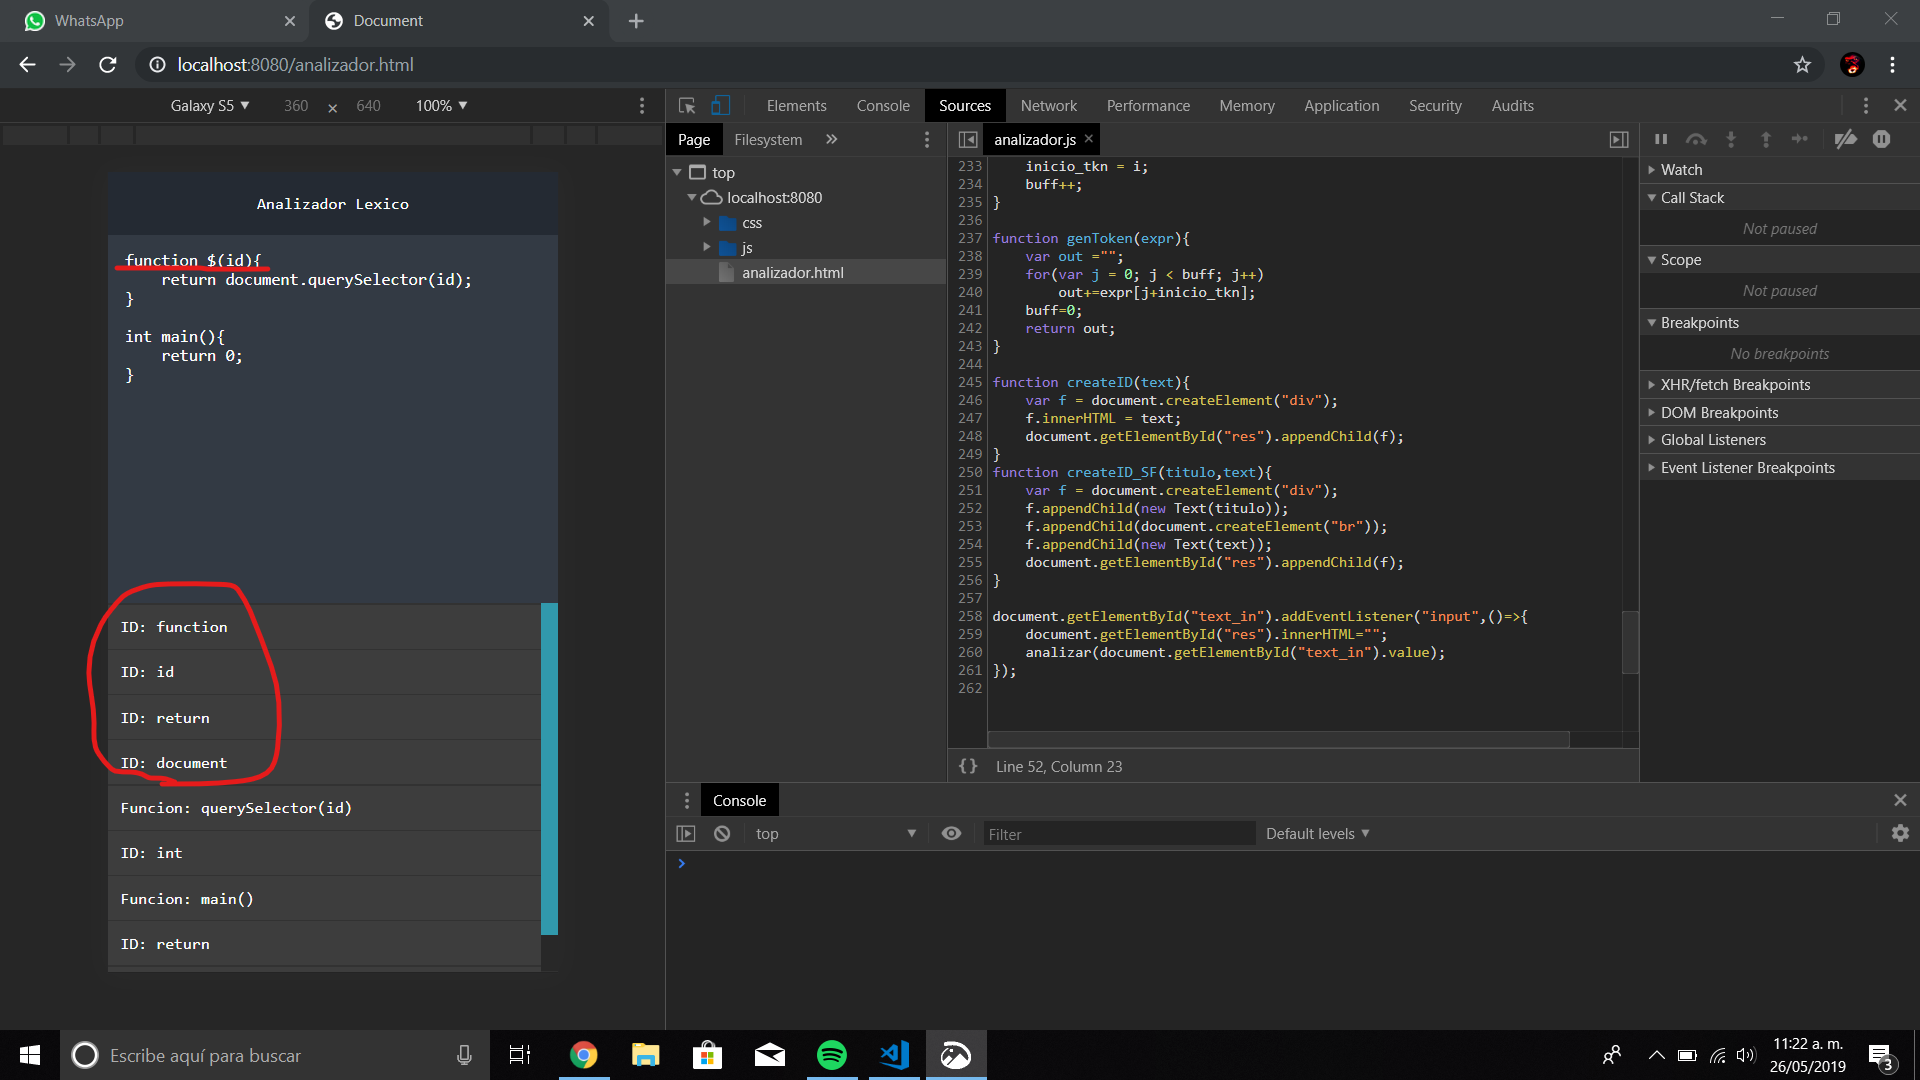 WhatsApp
Document
localhost:8080/analizador.html
Galaxy S5 ▼ 360 × 640 100% ▼
Elements Console Sources Network Performance Memory Application Security Audits
Page Filesystem »
analizador.js ×
top
localhost:8080
css
js
analizador.html
Analizador Lexico
function $(id){
    return document.querySelector(id);
}
int main(){
    return 0;
}
ID: function
ID: id
ID: return
ID: document
Funcion: querySelector(id)
ID: int
Funcion: main()
ID: return
233     inicio_tkn = i;
234     buff++;
235 }
236
237 function genToken(expr){
238     var out ="";
239     for(var j = 0; j < buff; j++)
240         out+=expr[j+inicio_tkn];
241     buff=0;
242     return out;
243 }
244
245 function createID(text){
246     var f = document.createElement("div");
247     f.innerHTML = text;
248     document.getElementById("res").appendChild(f);
249 }
250 function createID_SF(titulo,text){
251     var f = document.createElement("div");
252     f.appendChild(new Text(titulo));
253     f.appendChild(document.createElement("br"));
254     f.appendChild(new Text(text));
255     document.getElementById("res").appendChild(f);
256 }
257
258 document.getElementById("text_in").addEventListener("input",()=>{
259     document.getElementById("res").innerHTML="";
260     analizar(document.getElementById("text_in").value);
261 });
262
{} Line 52, Column 23
Watch
Call Stack
Not paused
Scope
Not paused
Breakpoints
No breakpoints
XHR/fetch Breakpoints
DOM Breakpoints
Global Listeners
Event Listener Breakpoints
Console
top
Filter
Default levels ▼
Escribe aquí para buscar
11:22 a. m.
26/05/2019
3